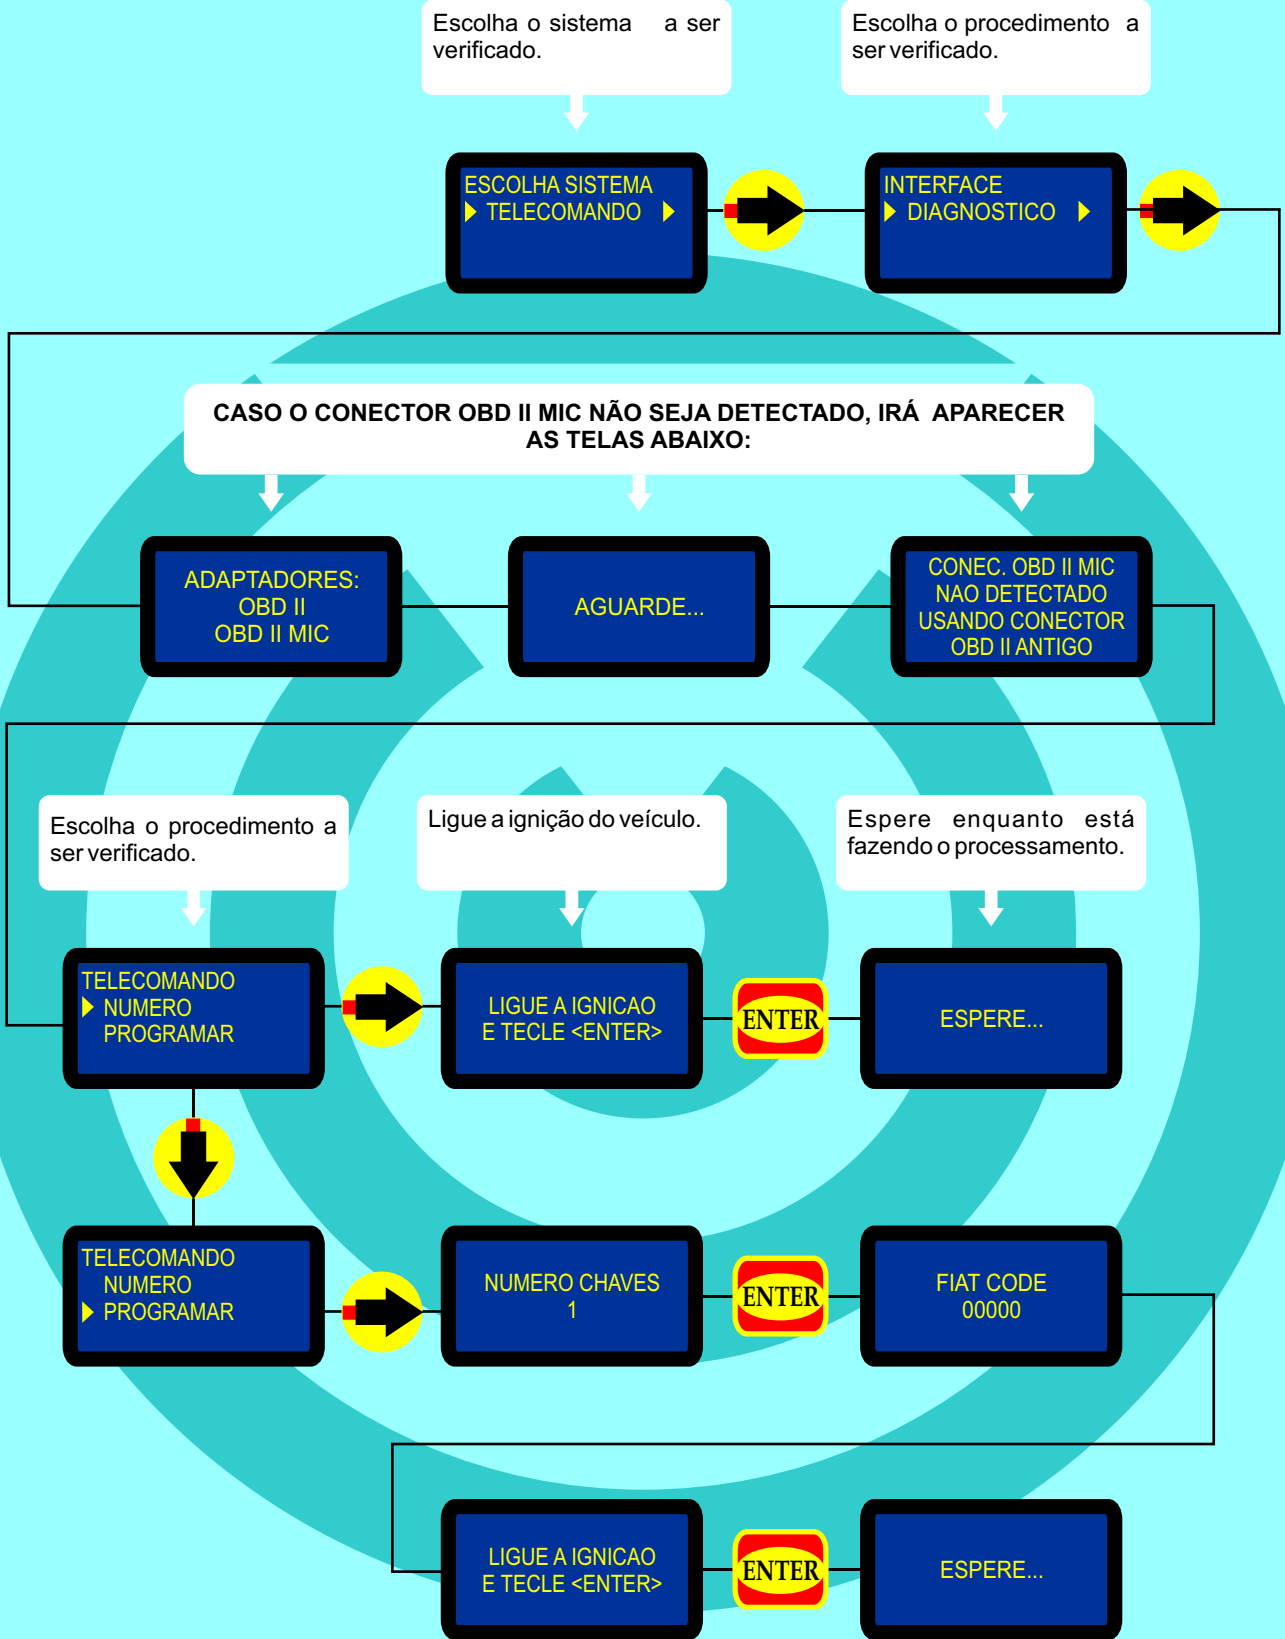 Escolha o sistema a ser
verificado.
Escolha o procedimento a
ser verificado.
ESCOLHA SISTEMA
TELECOMANDO
INTERFACE
DIAGNOSTICO
CASO O CONECTOR OBD II MIC NÃO SEJA DETECTADO, IRÁ APARECER
AS TELAS ABAIXO:
ADAPTADORES:
OBD II
OBD II MIC
AGUARDE...
CONEC. OBD II MIC
NAO DETECTADO
USANDO CONECTOR
OBD II ANTIGO
Escolha o procedimento a
ser verificado.
Ligue a ignição do veículo.
Espere enquanto está
fazendo o processamento.
TELECOMANDO
NUMERO
PROGRAMAR
LIGUE A IGNICAO
E TECLE <ENTER>
ENTER
ESPERE...
TELECOMANDO
NUMERO
PROGRAMAR
NUMERO CHAVES
1
ENTER
FIAT CODE
00000
LIGUE A IGNICAO
E TECLE <ENTER>
ENTER
ESPERE...